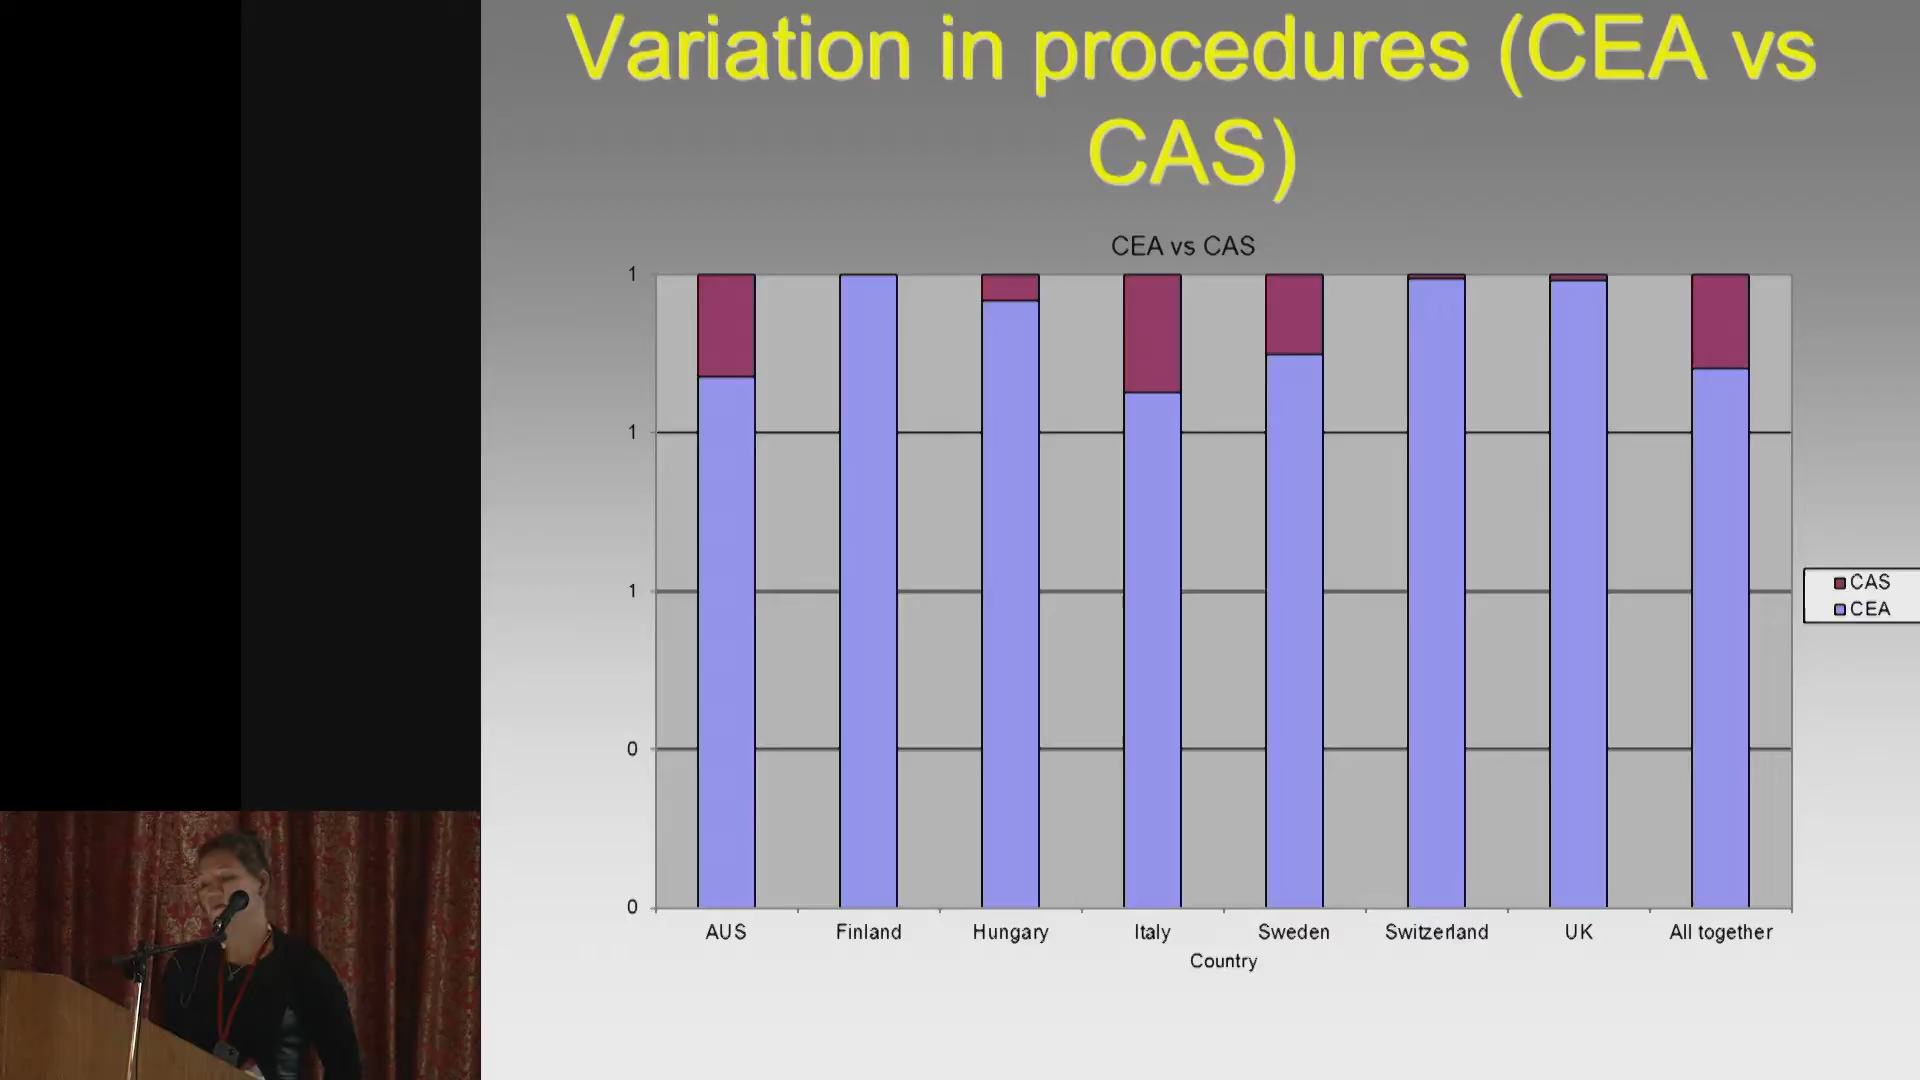 Variation in procedures (CEA vs
CAS)
CEA vs CAS
1
1
1
0
0
AUS Finland Hungary Italy Sweden Switzerland UK All together
Country
CAS
CEA